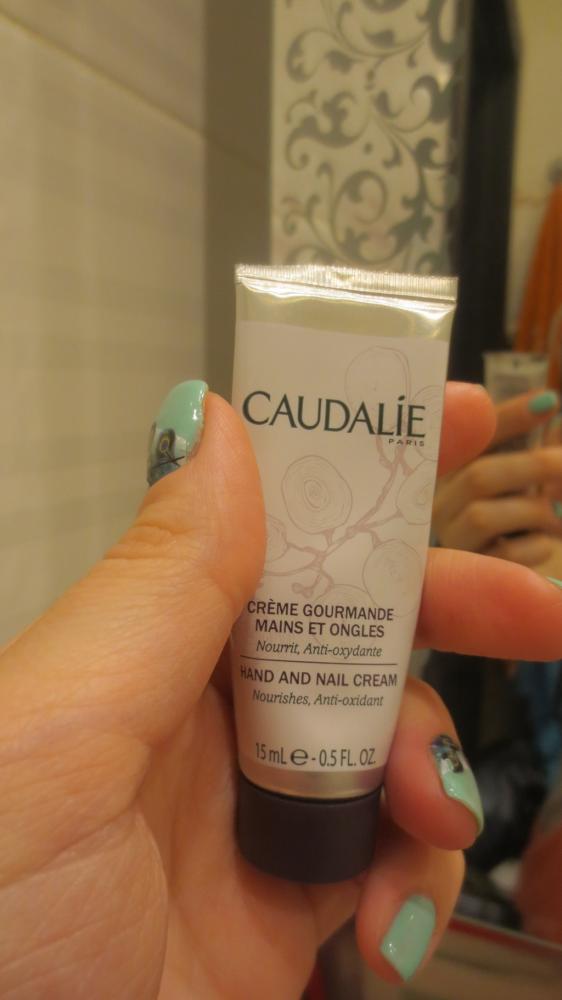 CAUDALÍE
PARIS
CRÈME GOURMANDE
MAINS ET ONGLES
Nourrit, Anti-oxydante
HAND AND NAIL CREAM
Nourishes, Anti-oxidant
15 mL ℮ - 0.5 FL. OZ.